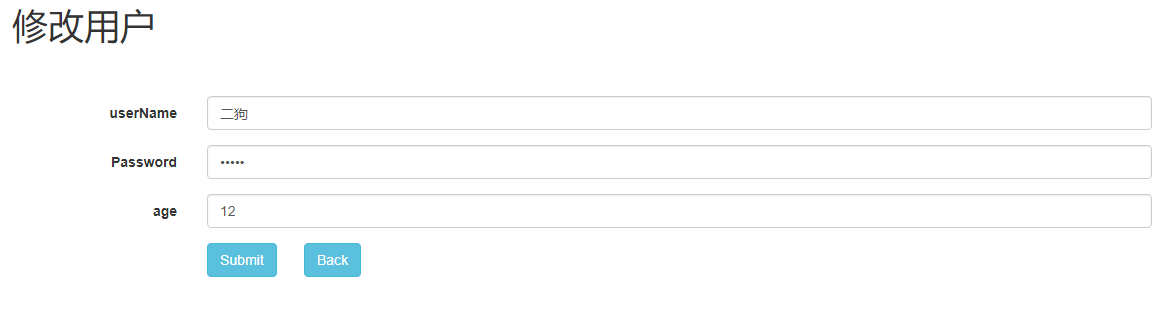 修改用户
userName 二狗
Password •••••
age 12
Submit Back